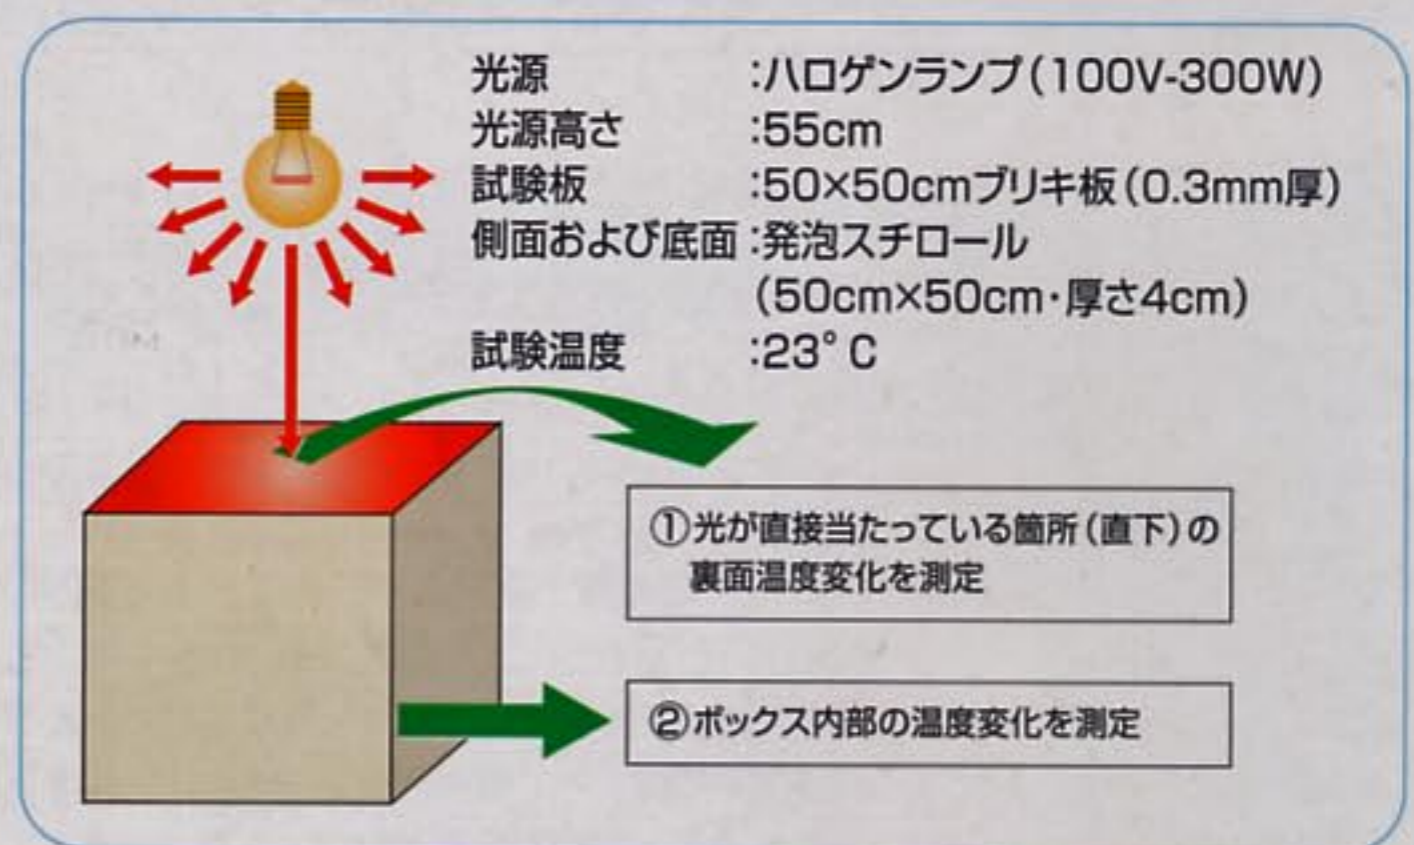 光源　:ハロゲンランプ(100V-300W)
光源高さ　:55cm
試験板　:50×50cmブリキ板(0.3mm厚)
側面および底面:発泡スチロール
(50cm×50cm・厚さ4cm)
試験温度　:23°C
①光が直接当たっている箇所(直下)の
裏面温度変化を測定
②ボックス内部の温度変化を測定